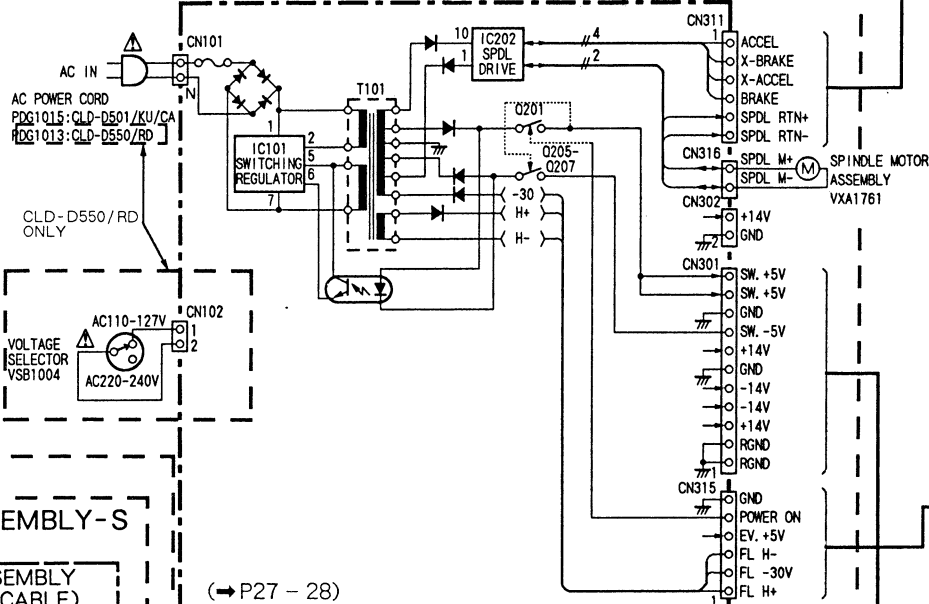 CN101
AC IN
N
AC POWER CORD
PDG1015:CLD-D501/KU/CA
PDG1013:CLD-D550/RD
CLD-D550/RD
ONLY
1
IC101
SWITCHING
REGULATOR
2
5
6
7
T101
10
1
IC202
SPDL
DRIVE
4
2
Q201
Q205-
Q207
-30
H+
H-
CN102
1
2
AC110-127V
VOLTAGE
SELECTOR
VSB1004
AC220-240V
EMBLY-S
SEMBLY
CABLE)
(➡P27 - 28)
CN311
1
ACCEL
X-BRAKE
X-ACCEL
BRAKE
SPDL RTN+
SPDL RTN-
CN316
SPDL M+
SPDL M-
M
SPINDLE MOTOR
ASSEMBLY
VXA1761
CN302
+14V
2
GND
CN301
SW. +5V
SW. +5V
GND
SW. -5V
+14V
GND
-14V
-14V
+14V
RGND
RGND
1
CN315
GND
POWER ON
EV. +5V
FL H-
FL -30V
FL H+
1